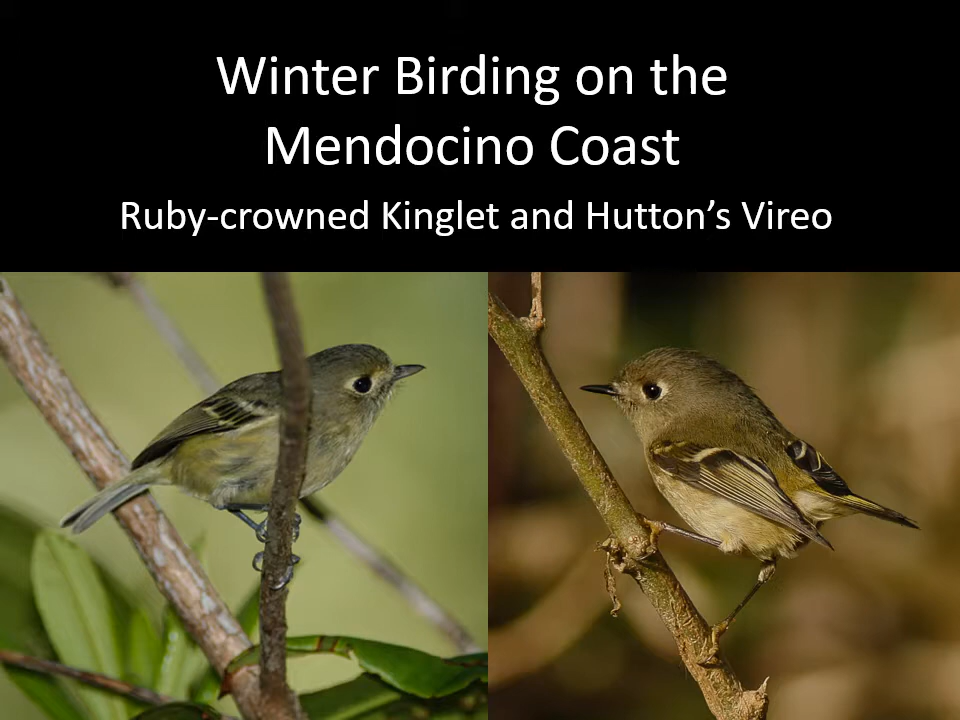 Winter Birding on the
Mendocino Coast
Ruby-crowned Kinglet and Hutton’s Vireo